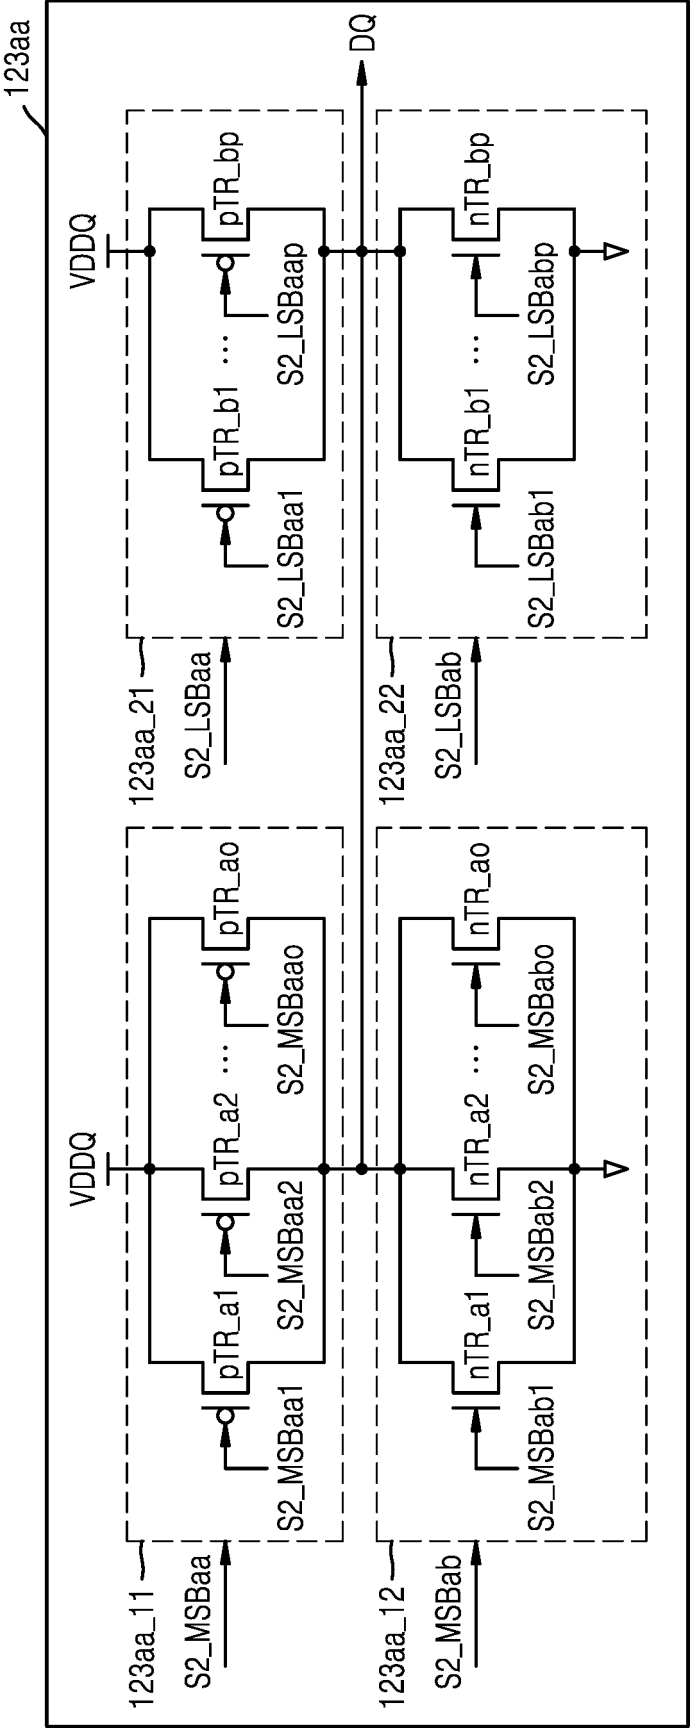 123aa
VDDQ
VDDQ
123aa_11
123aa_21
S2_MSBaa
pTR_a1
pTR_a2
...
pTR_ao
S2_LSBaa
pTR_b1
...
pTR_bp
S2_MSBaa1
S2_MSBaa2
S2_MSBaao
S2_LSBaa1
S2_LSBaap
DQ
123aa_12
123aa_22
S2_MSBab
nTR_a1
nTR_a2
...
nTR_ao
S2_LSBab
nTR_b1
...
nTR_bp
S2_MSBab1
S2_MSBab2
S2_MSBabo
S2_LSBab1
S2_LSBabp